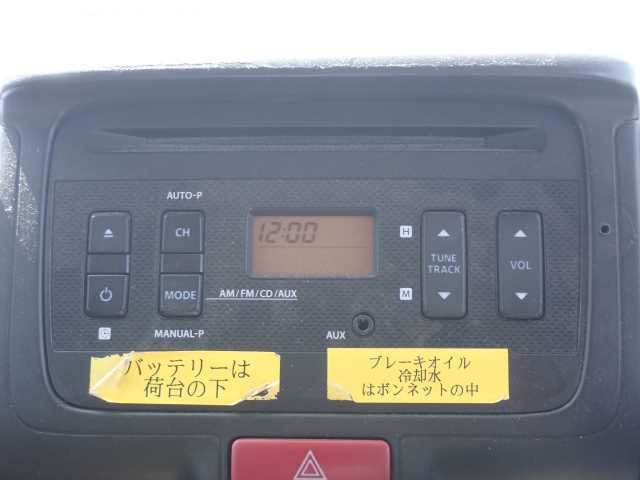 AUTO-P
CH
12:00
H
TUNE
TRACK
VOL
MODE
AM/FM/CD/AUX
M
MANUAL-P
AUX
バッテリーは
荷台の下
ブレーキオイル
冷却水
はボンネットの中